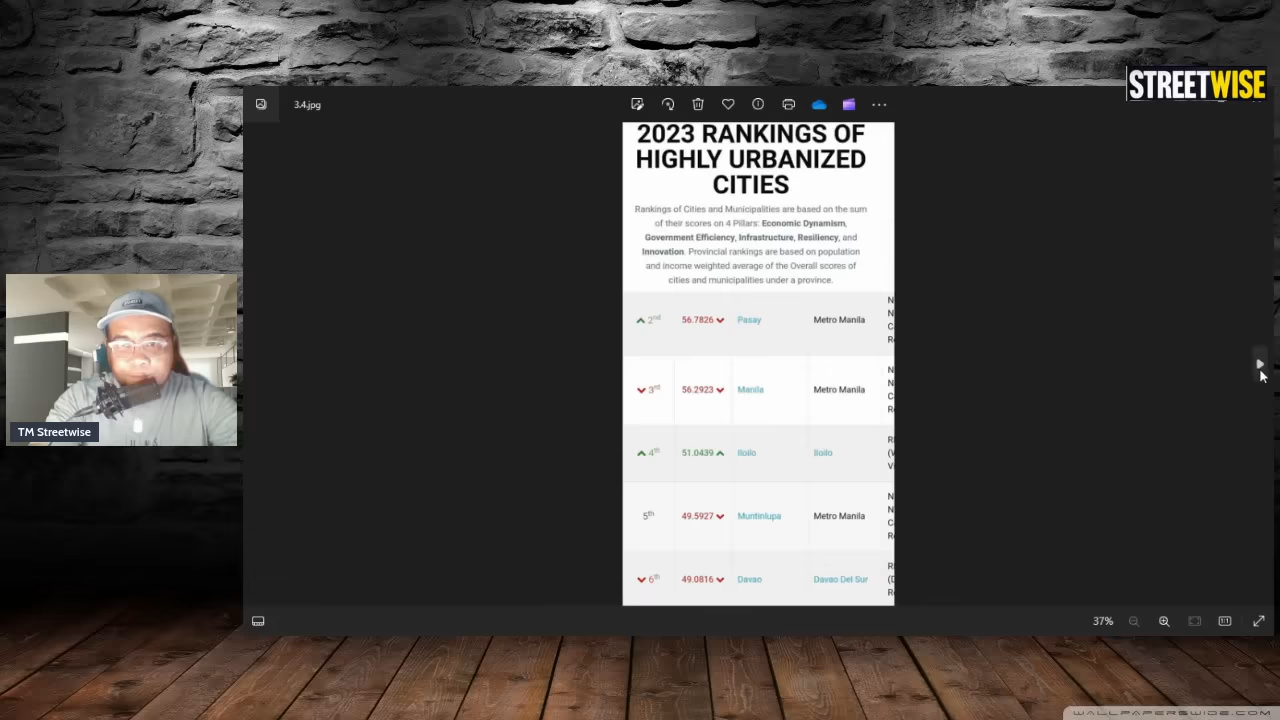 STREETWISE
3.4.jpg
2023 RANKINGS OF
HIGHLY URBANIZED
CITIES
Rankings of Cities and Municipalities are based on the sum
of their scores on 4 Pillars: Economic Dynamism,
Government Efficiency, Infrastructure, Resiliency, and
Innovation. Provincial rankings are based on population
and income weighted average of the Overall scores of
cities and municipalities under a province.
2nd 56.7826 Pasay Metro Manila
3rd 56.2923 Manila Metro Manila
4th 51.0439 Iloilo Iloilo
5th 49.5927 Muntinlupa Metro Manila
6th 49.0816 Davao Davao Del Sur
TM Streetwise
37%
WALLPAPERSWIDE.COM